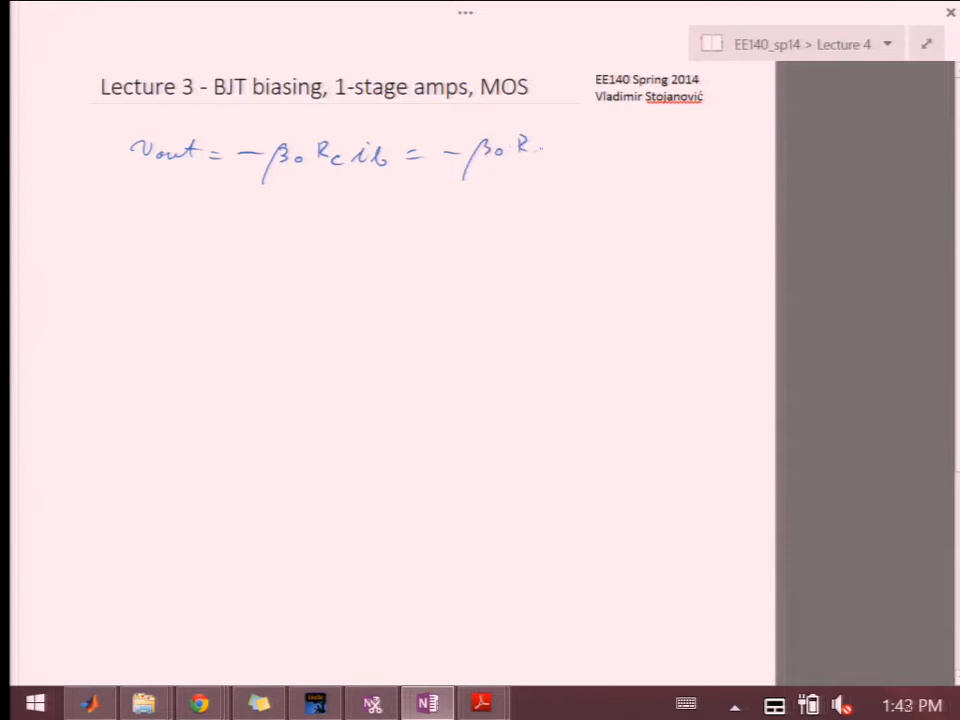 EE140_sp14 > Lecture 4
Lecture 3 - BJT biasing, 1-stage amps, MOS
EE140 Spring 2014
Vladimir Stojanović
vout = - β0 Rc ib = - β0 R
1:43 PM